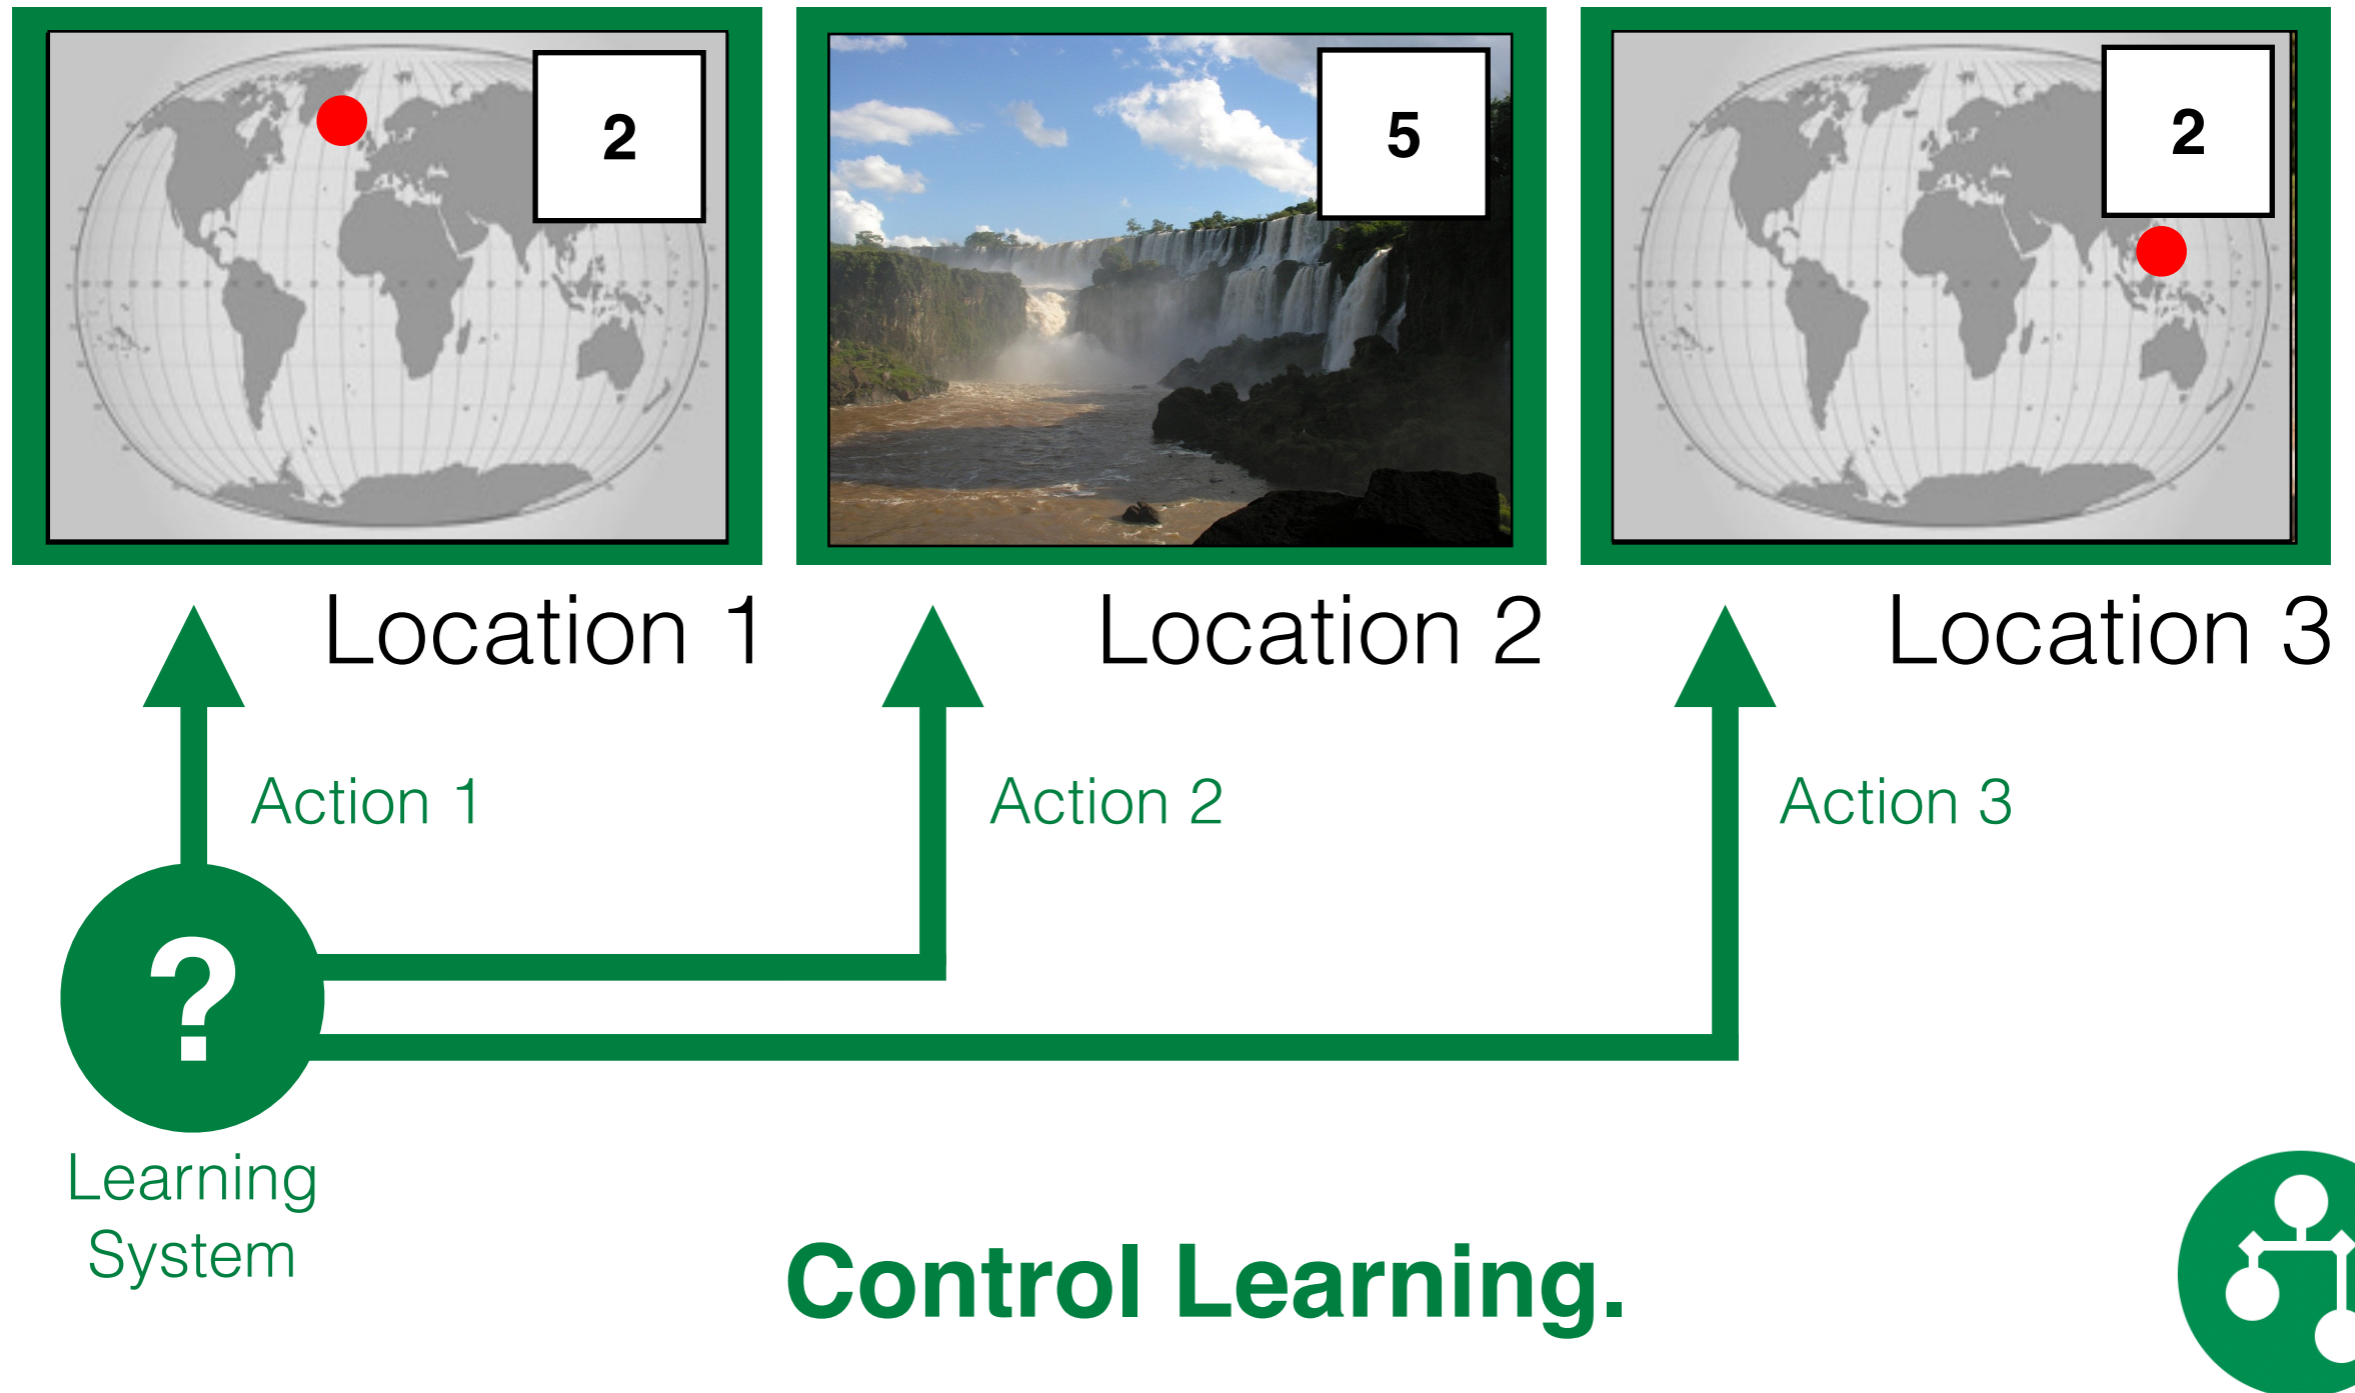 2
5
2
Location 1
Location 2
Location 3
Action 1
Action 2
Action 3
?
Learning
System
Control Learning.